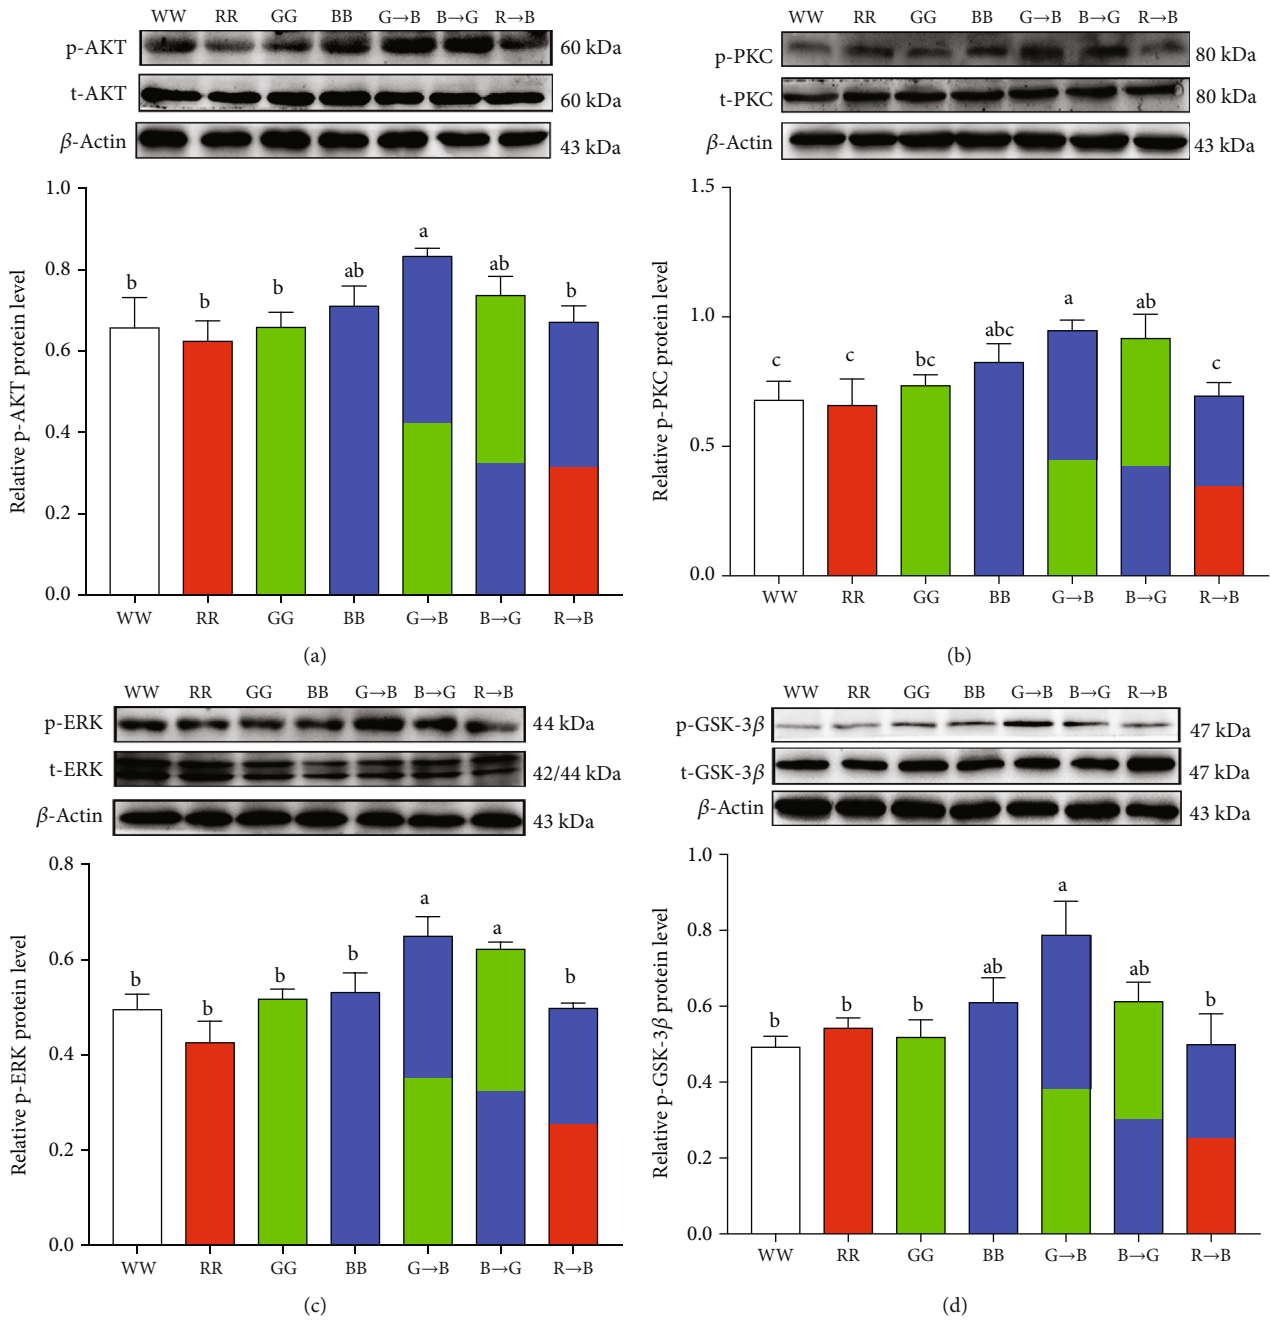 WW RR GG BB G→B B→G R→B
p-AKT 60 kDa
t-AKT 60 kDa
β-Actin 43 kDa
Relative p-AKT protein level
1.0
0.8
0.6
0.4
0.2
0.0
b b b ab a ab b
WW RR GG BB G→B B→G R→B
(a)
WW RR GG BB G→B B→G R→B
p-PKC 80 kDa
t-PKC 80 kDa
β-Actin 43 kDa
Relative p-PKC protein level
1.5
1.0
0.5
0.0
c c bc abc a ab c
WW RR GG BB G→B B→G R→B
(b)
WW RR GG BB G→B B→G R→B
p-ERK 44 kDa
t-ERK 42/44 kDa
β-Actin 43 kDa
Relative p-ERK protein level
0.8
0.6
0.4
0.2
0.0
b b b b a a b
WW RR GG BB G→B B→G R→B
(c)
WW RR GG BB G→B B→G R→B
p-GSK-3β 47 kDa
t-GSK-3β 47 kDa
β-Actin 43 kDa
Relative p-GSK-3β protein level
1.0
0.8
0.6
0.4
0.2
0.0
b b b ab a ab b
WW RR GG BB G→B B→G R→B
(d)